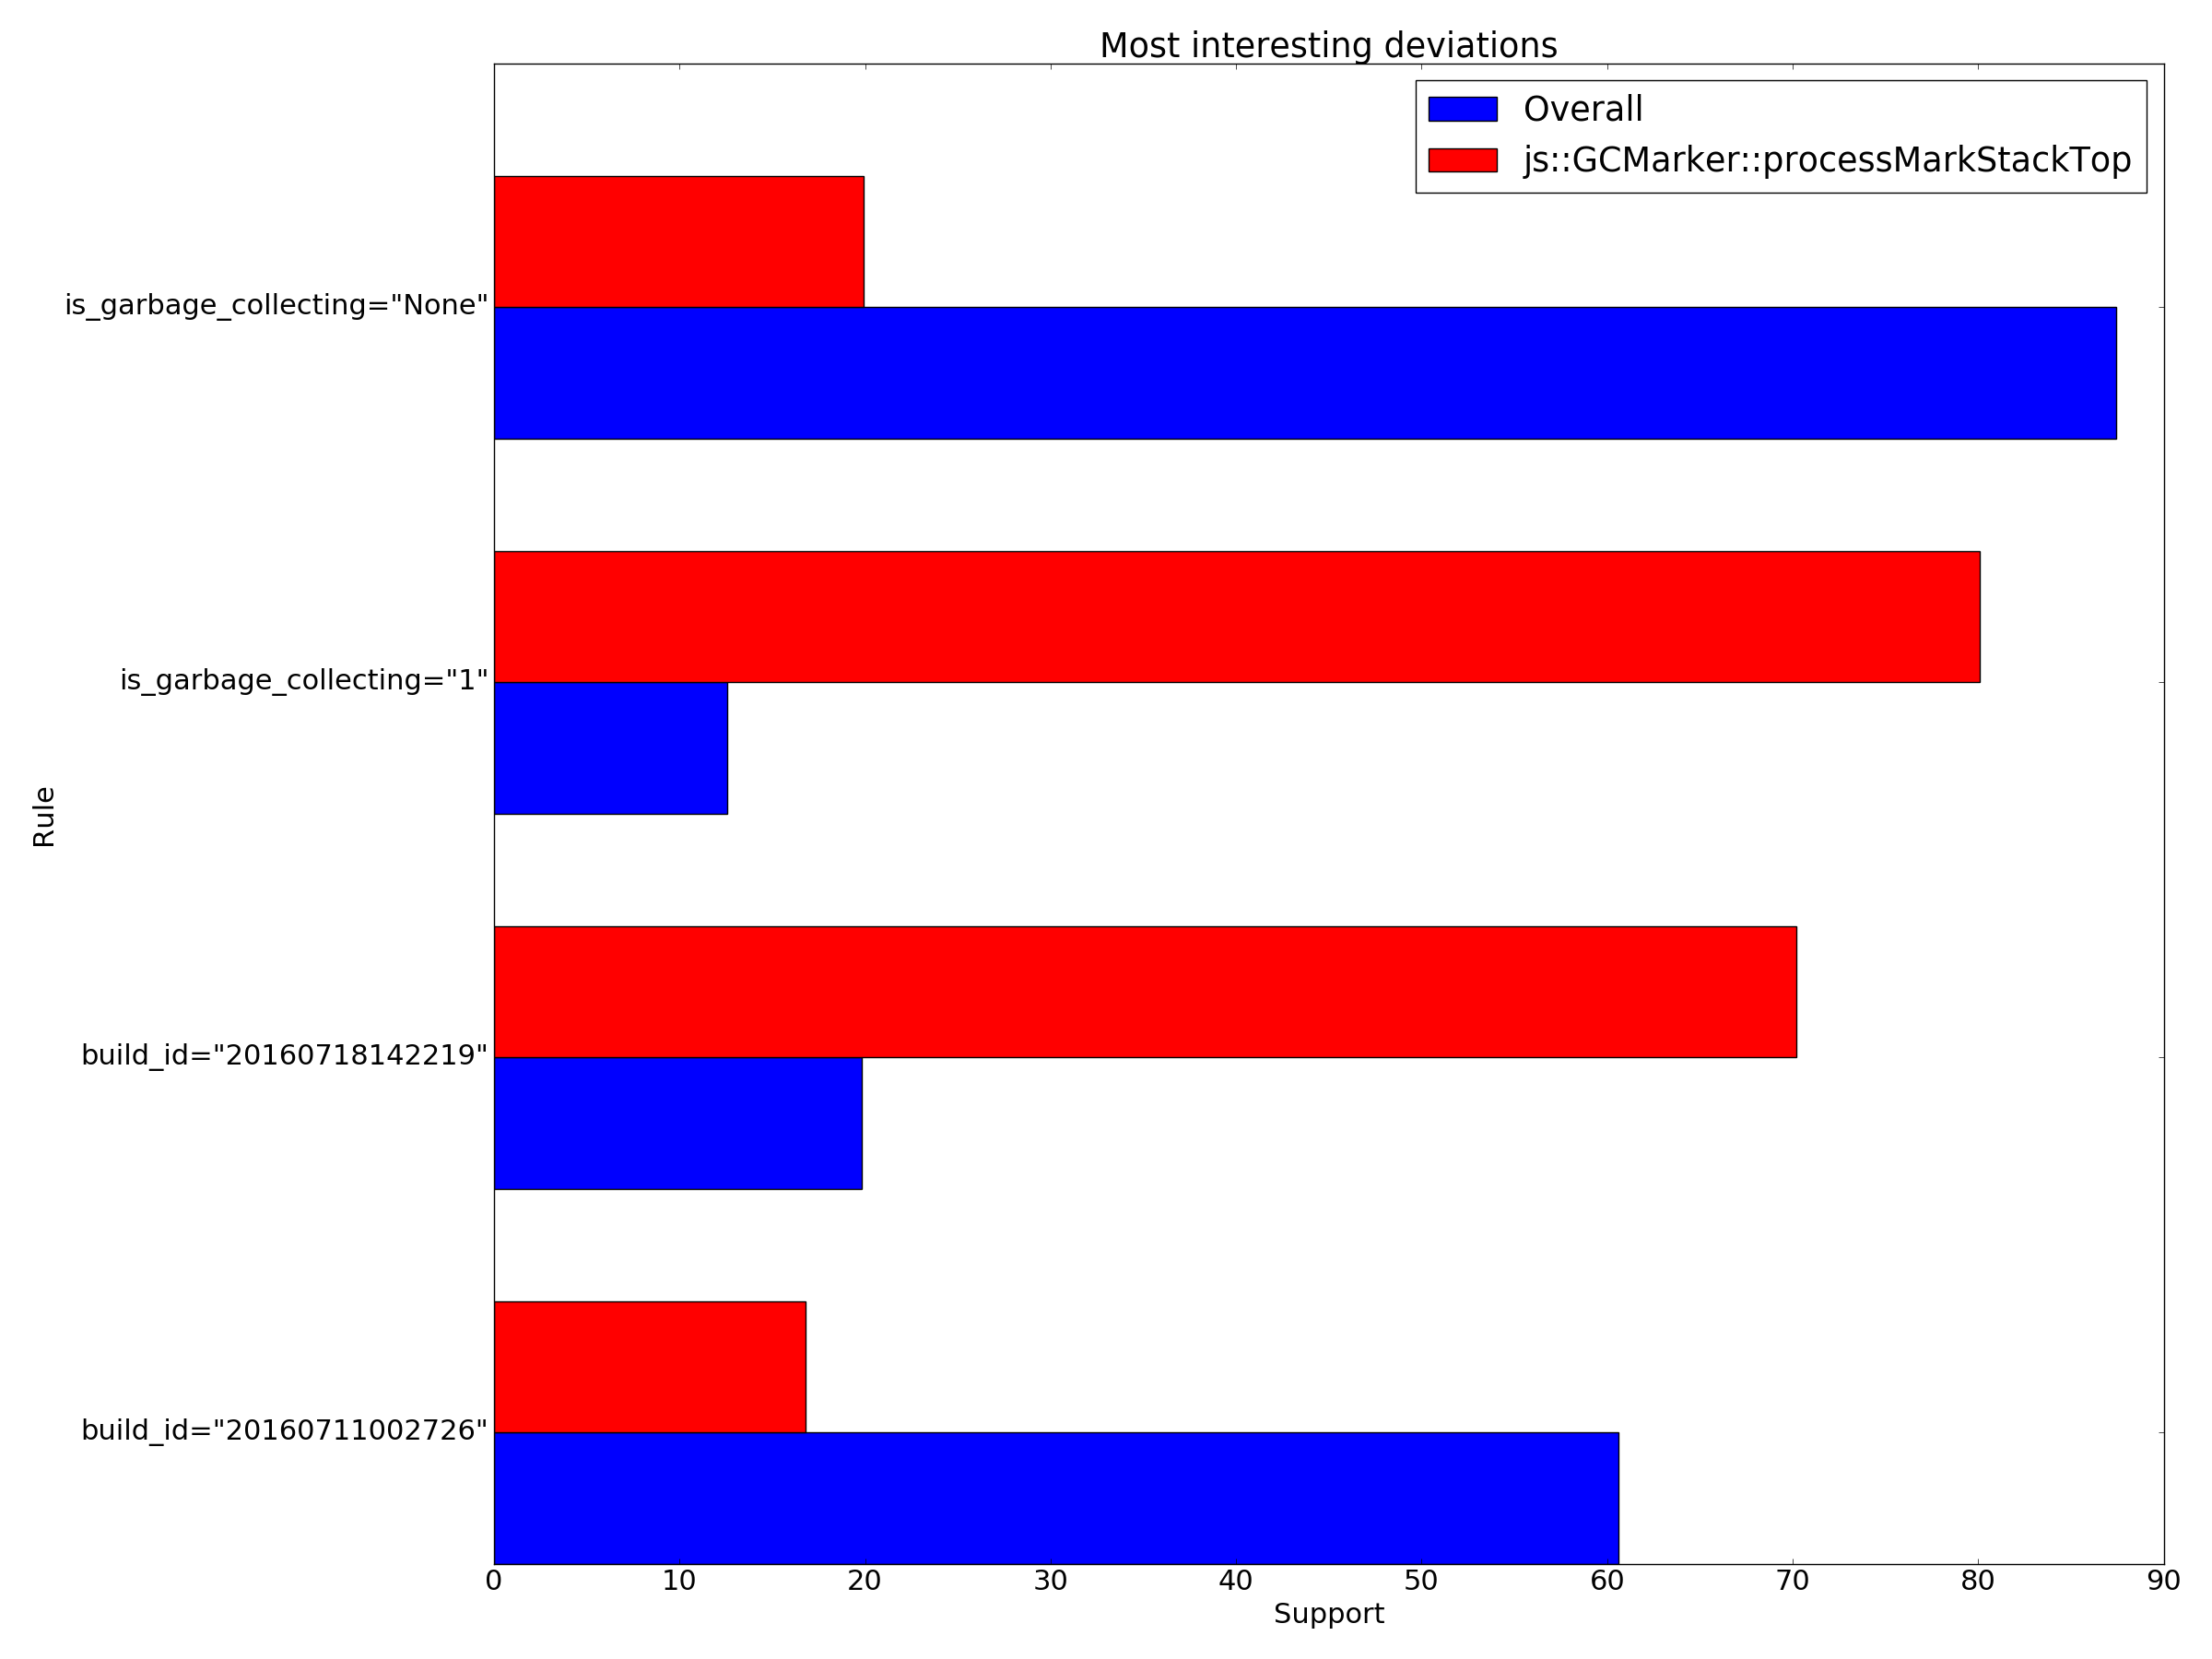 Most interesting deviations
Overall
js::GCMarker::processMarkStackTop
is_garbage_collecting="None"
is_garbage_collecting="1"
build_id="20160718142219"
build_id="20160711002726"
Rule
0 10 20 30 40 50 60 70 80 90
Support